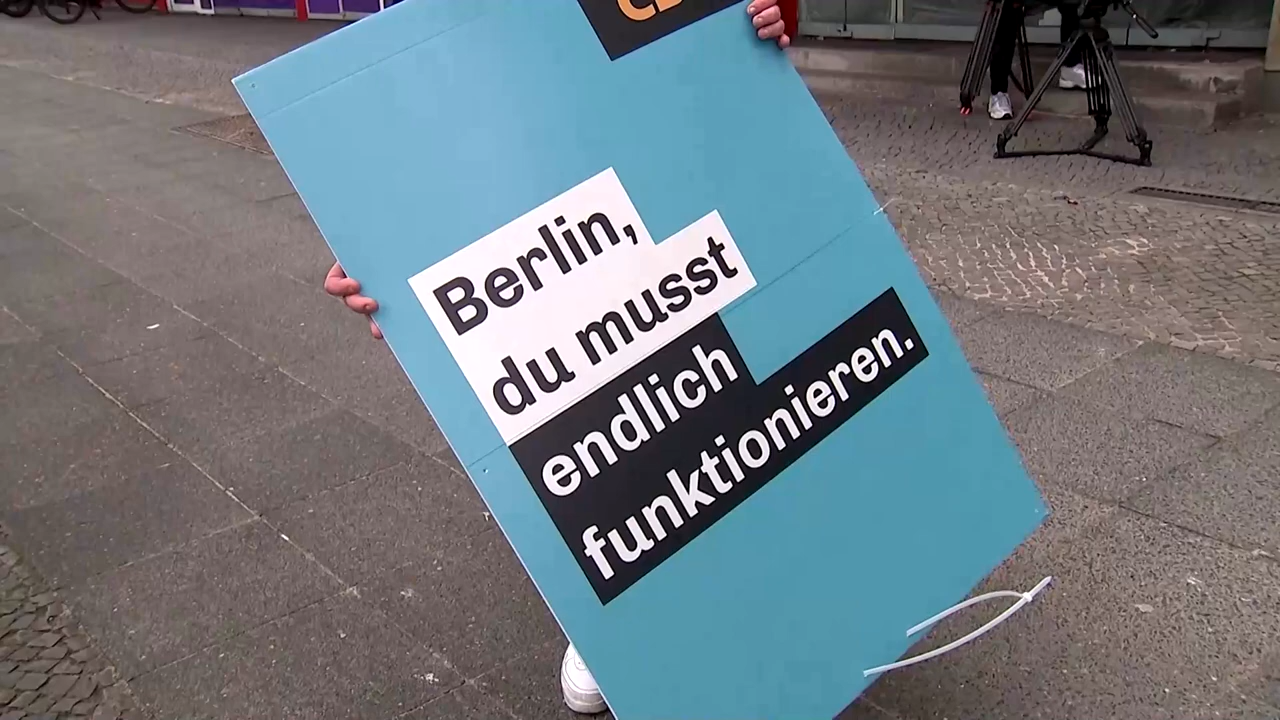 Berlin,
du musst
endlich
funktionieren.